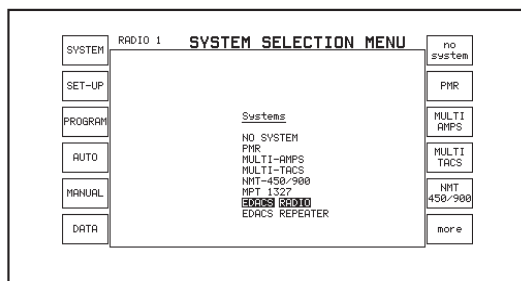 RADIO 1 SYSTEM SELECTION MENU
SYSTEM
SET-UP
PROGRAM
AUTO
MANUAL
DATA
Systems
NO SYSTEM
PMR
MULTI-AMPS
MULTI-TACS
NMT-450/900
MPT 1327
EDACS RADIO
EDACS REPEATER
no
system
PMR
MULTI
AMPS
MULTI
TACS
NMT
450/900
more